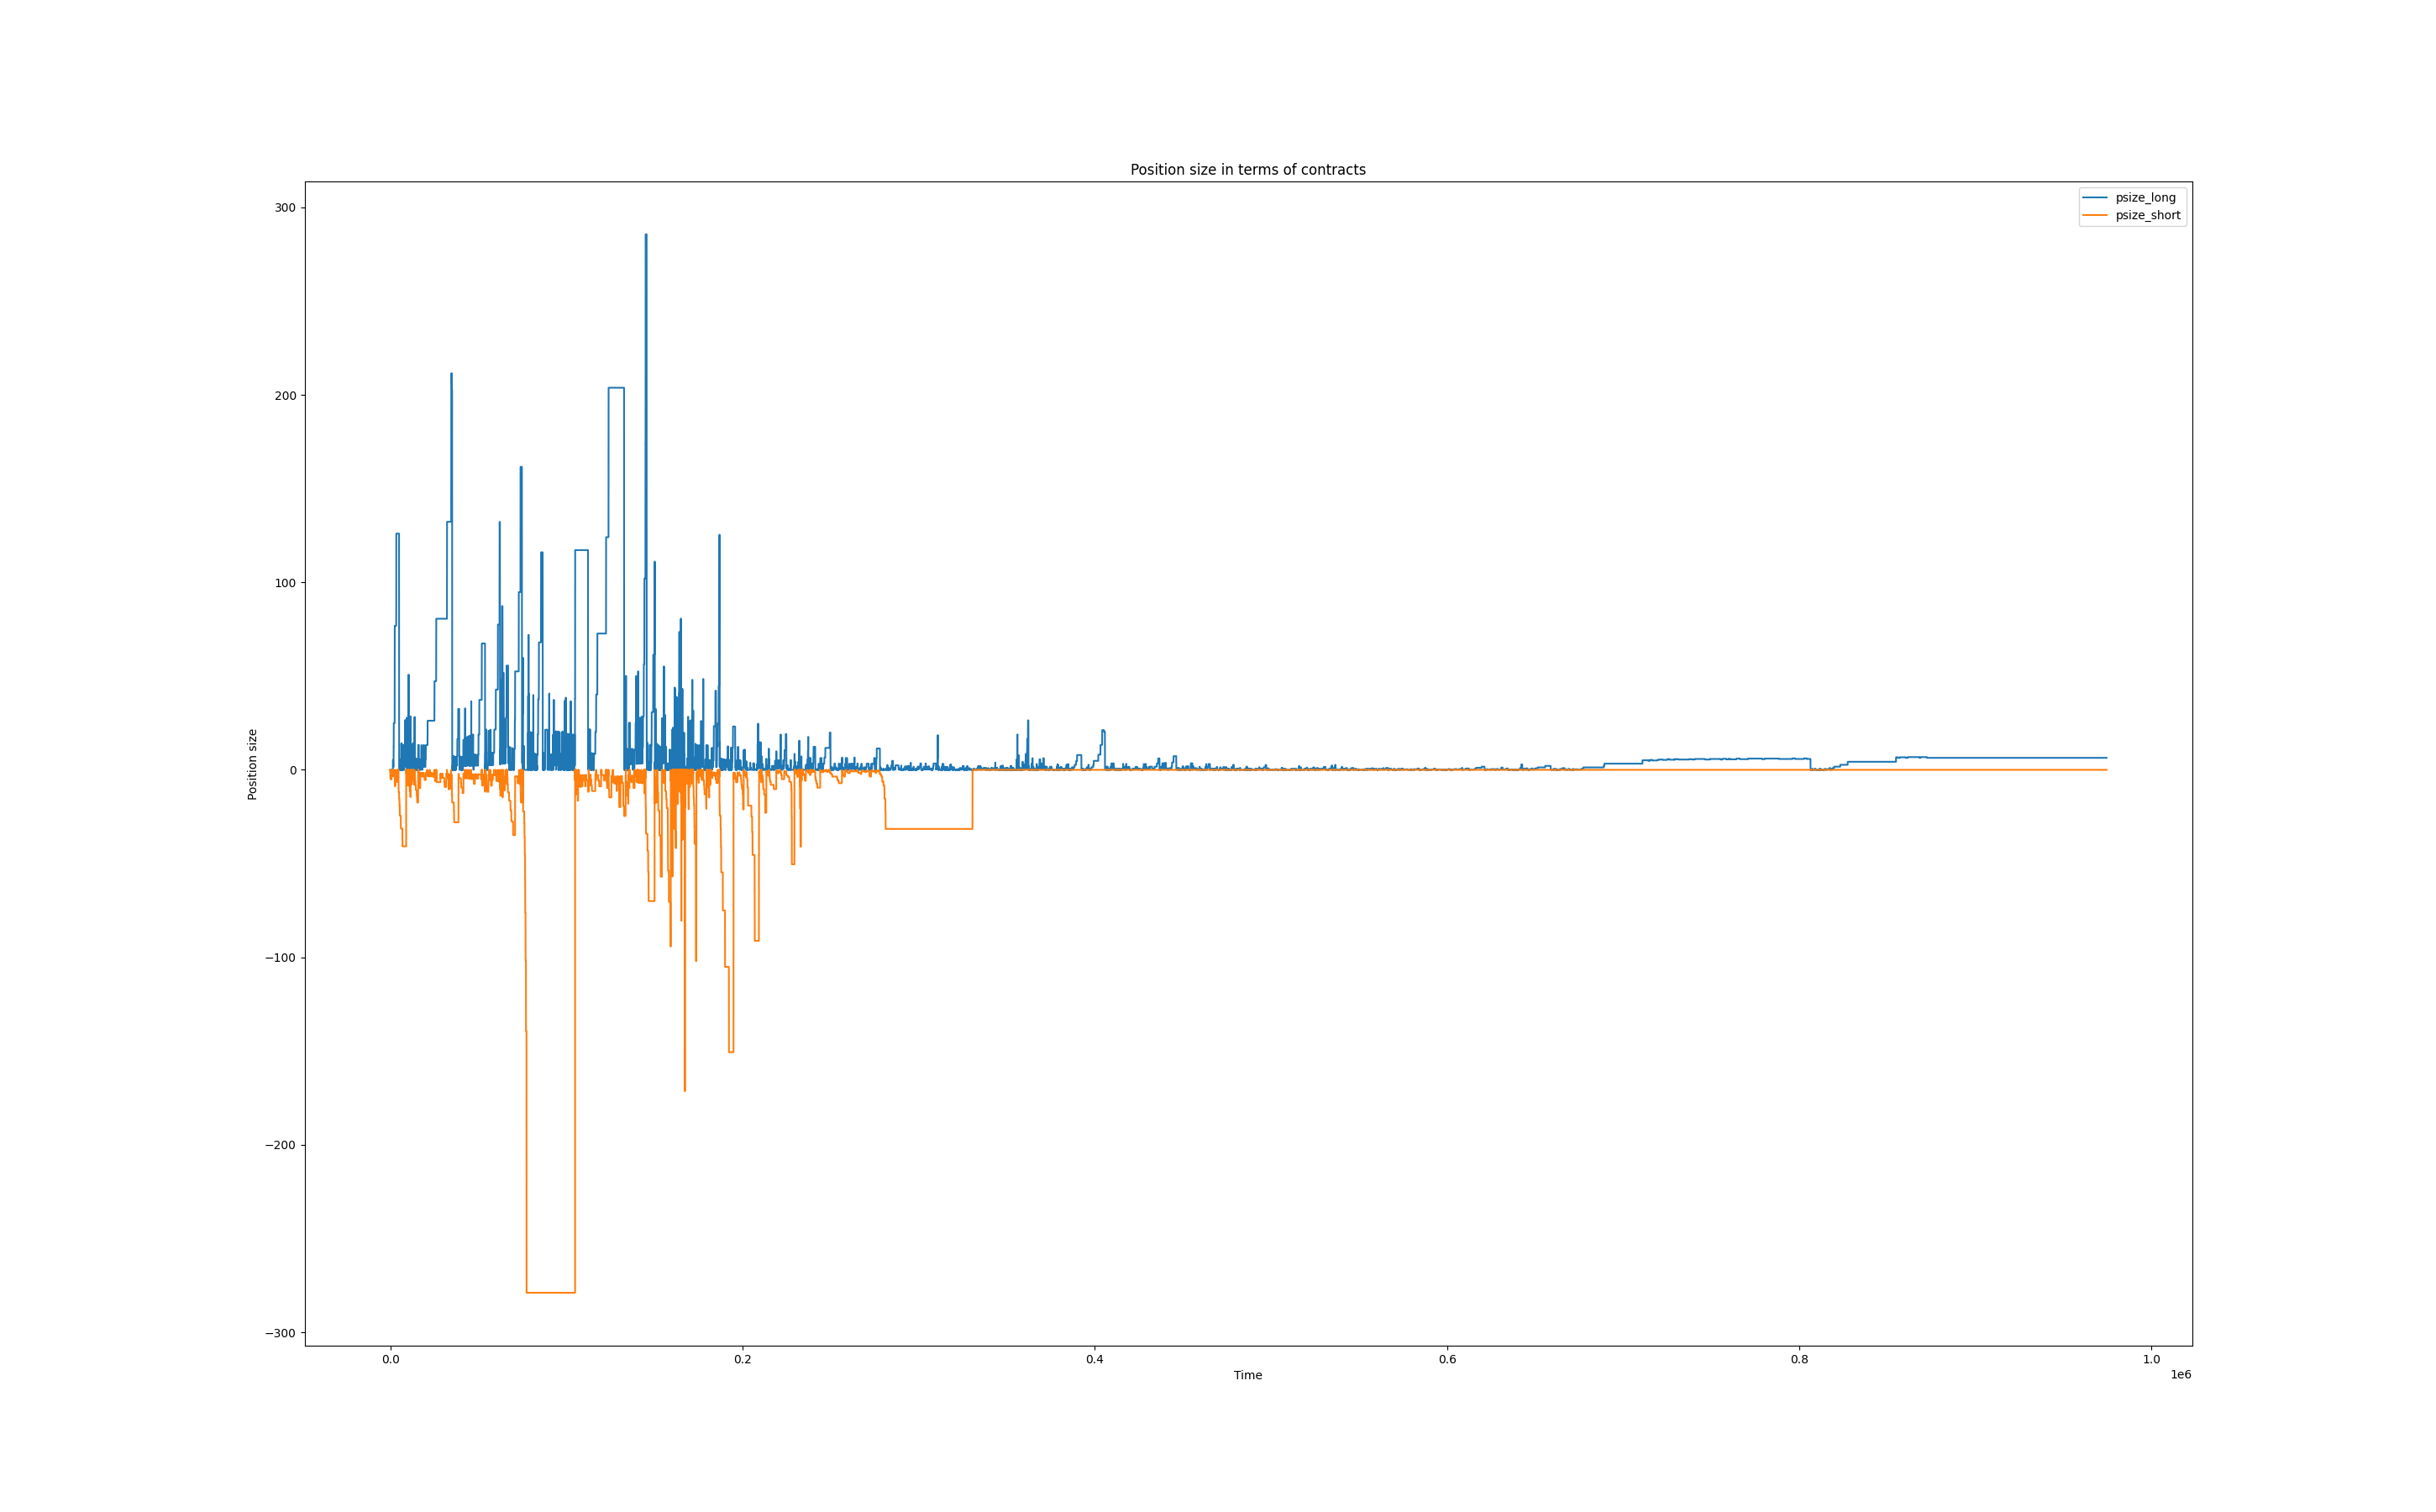 Position size in terms of contracts
psize_long
psize_short
300
200
100
0
−100
−200
−300
Position size
0.0
0.2
0.4
0.6
0.8
1.0
Time
1e6